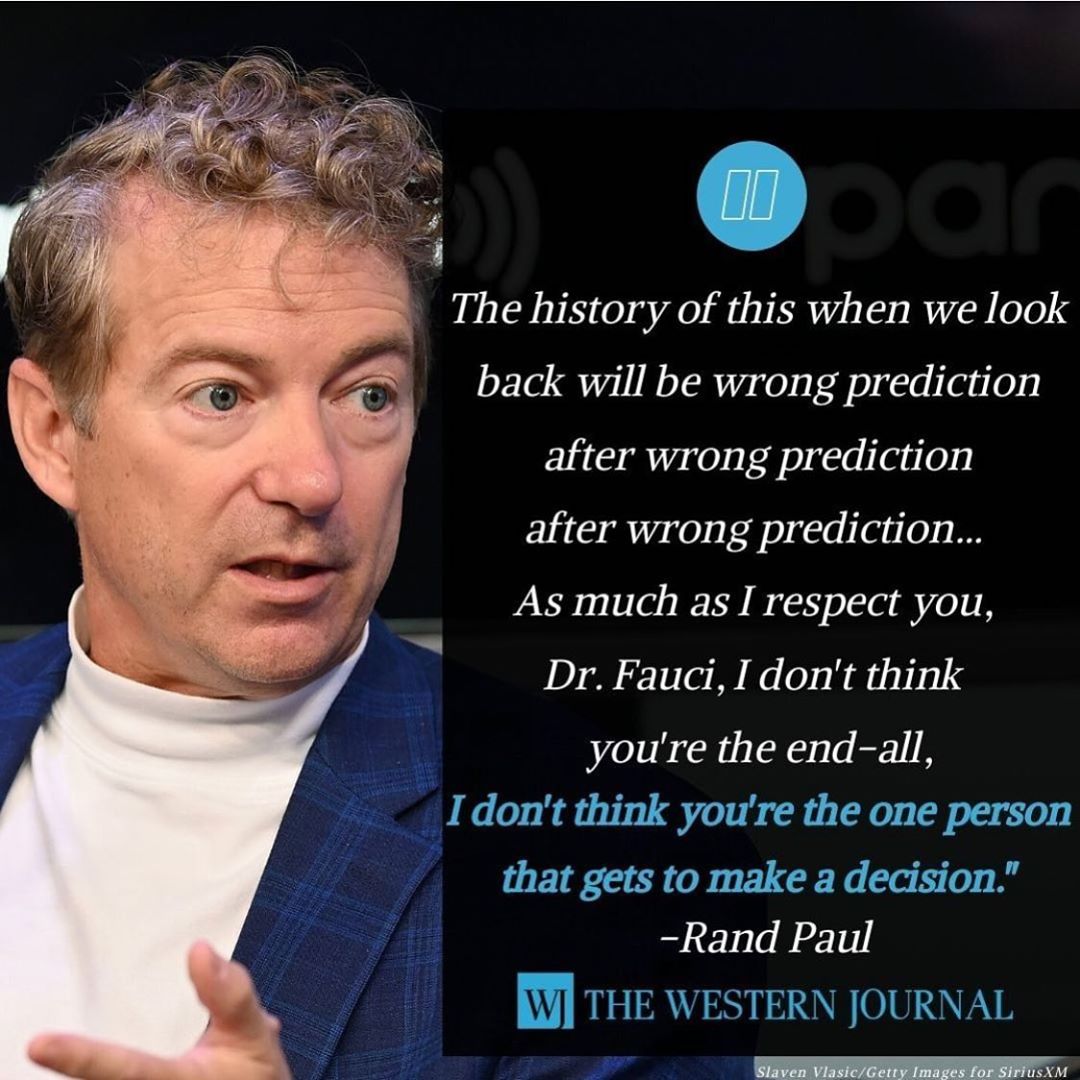 par
The history of this when we look
back will be wrong prediction
after wrong prediction
after wrong prediction...
As much as I respect you,
Dr. Fauci, I don't think
you're the end-all,
I don't think you're the one person
that gets to make a decision."
-Rand Paul
WJ THE WESTERN JOURNAL
Slaven Vlasic/Getty Images for SiriusXM